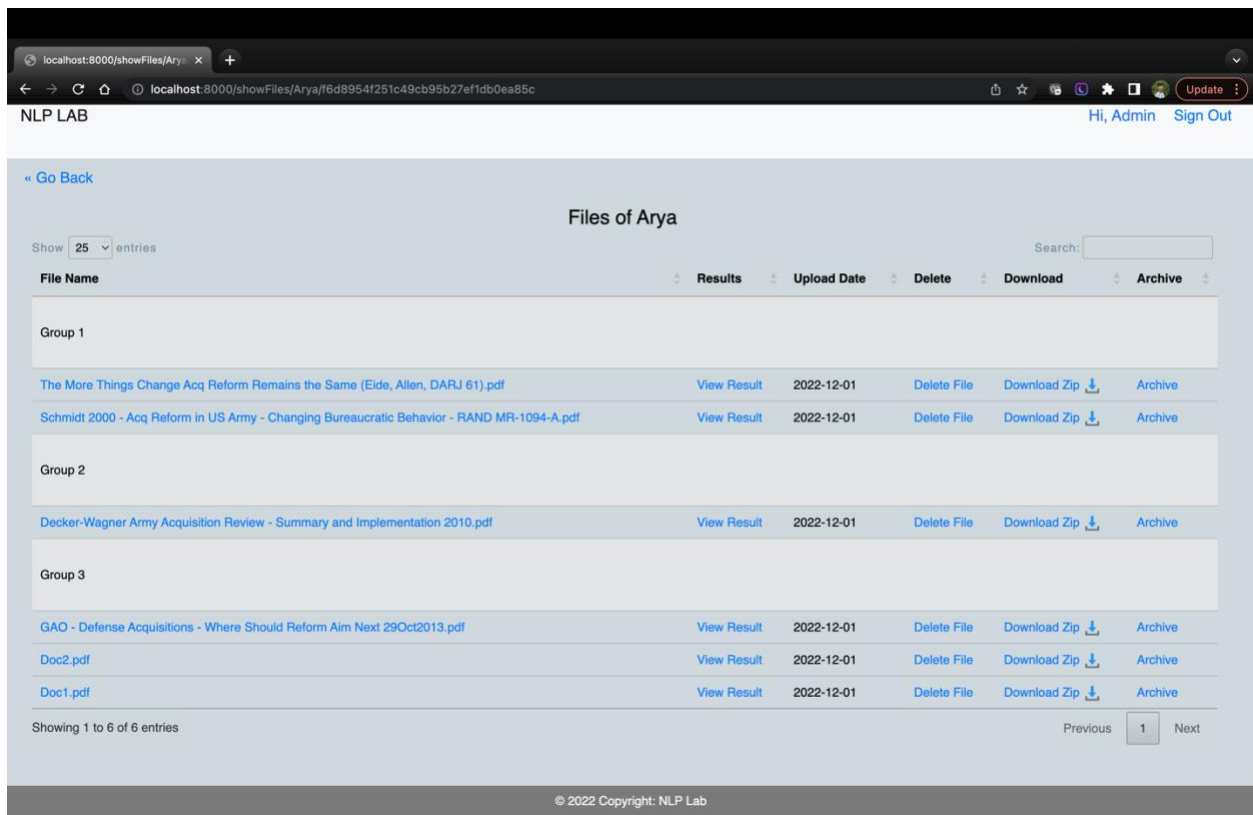 localhost:8000/showFiles/Arya
localhost:8000/showFiles/Arya/f6d8954f251c49cb95b27ef1db0ea85c Update
NLP LAB Hi, Admin Sign Out
« Go Back
Files of Arya
Show 25 entries Search:
File Name Results Upload Date Delete Download Archive
Group 1
The More Things Change Acq Reform Remains the Same (Eide, Allen, DARJ 61).pdf View Result 2022-12-01 Delete File Download Zip Archive
Schmidt 2000 - Acq Reform in US Army - Changing Bureaucratic Behavior - RAND MR-1094-A.pdf View Result 2022-12-01 Delete File Download Zip Archive
Group 2
Decker-Wagner Army Acquisition Review - Summary and Implementation 2010.pdf View Result 2022-12-01 Delete File Download Zip Archive
Group 3
GAO - Defense Acquisitions - Where Should Reform Aim Next 29Oct2013.pdf View Result 2022-12-01 Delete File Download Zip Archive
Doc2.pdf View Result 2022-12-01 Delete File Download Zip Archive
Doc1.pdf View Result 2022-12-01 Delete File Download Zip Archive
Showing 1 to 6 of 6 entries Previous 1 Next
© 2022 Copyright: NLP Lab